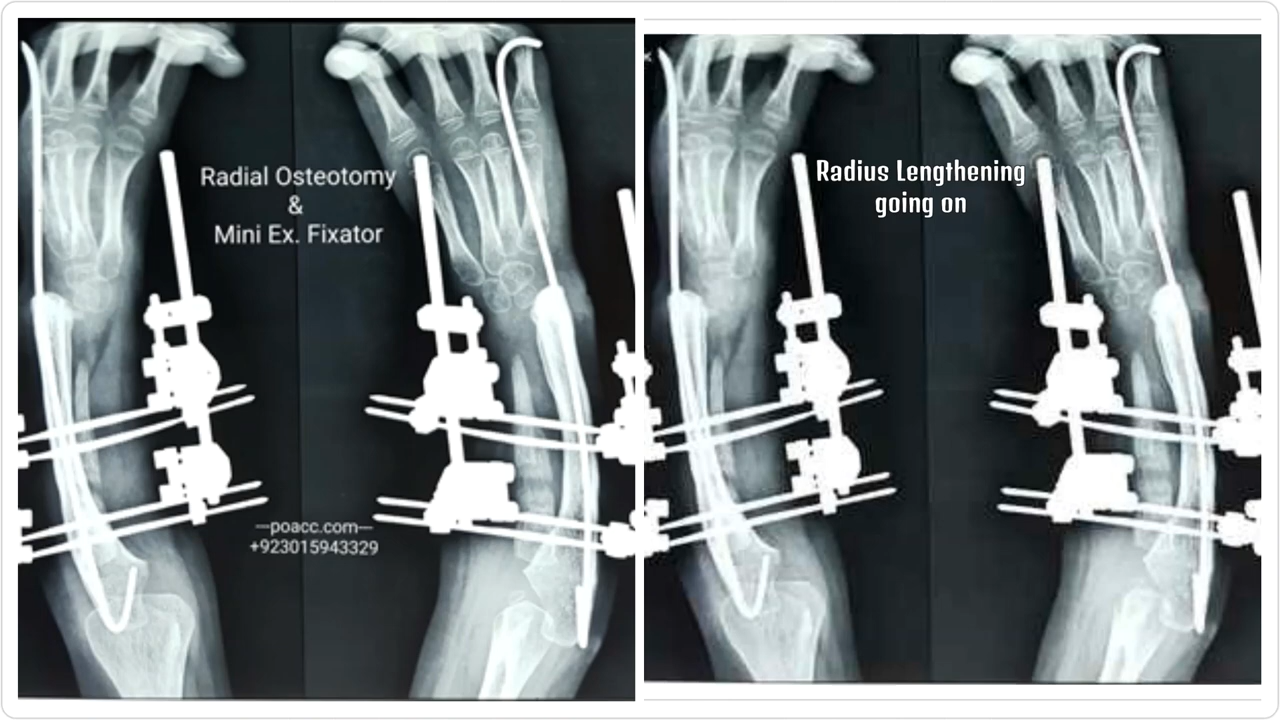 Radial Osteotomy
&
Mini Ex. Fixator
---poacc.com---
+923015943329
Radius Lengthening
going on